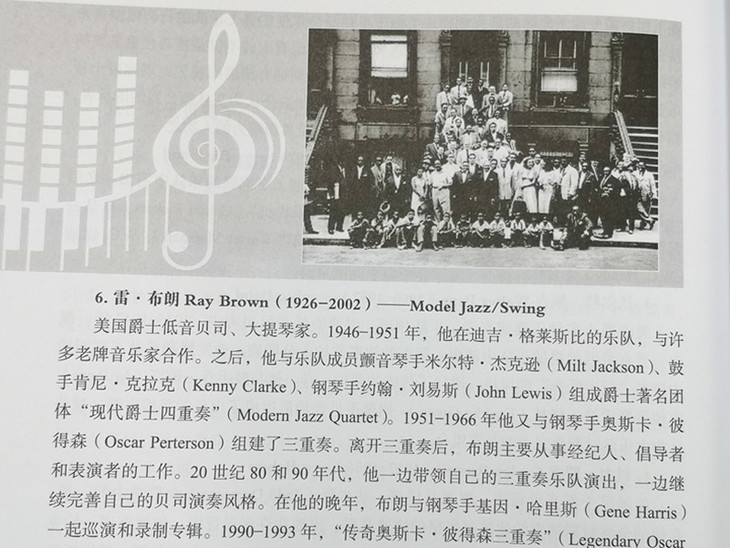 6. 雷·布朗 Ray Brown（1926–2002）——Model Jazz/Swing
美国爵士低音贝司、大提琴家。1946–1951 年，他在迪吉·格莱斯比的乐队，与许
多老牌音乐家合作。之后，他与乐队成员颤音琴手米尔特·杰克逊（Milt Jackson）、鼓
手肯尼·克拉克（Kenny Clarke）、钢琴手约翰·刘易斯（John Lewis）组成爵士著名团
体“现代爵士四重奏”（Modern Jazz Quartet）。1951–1966 年他又与钢琴手奥斯卡·彼
得森（Oscar Perterson）组建了三重奏。离开三重奏后，布朗主要从事经纪人、倡导者
和表演者的工作。20 世纪 80 和 90 年代，他一边带领自己的三重奏乐队演出，一边继
续完善自己的贝司演奏风格。在他的晚年，布朗与钢琴手基因·哈里斯（Gene Harris）
一起巡演和录制专辑。1990–1993 年，“传奇奥斯卡·彼得森三重奏”（Legendary Oscar